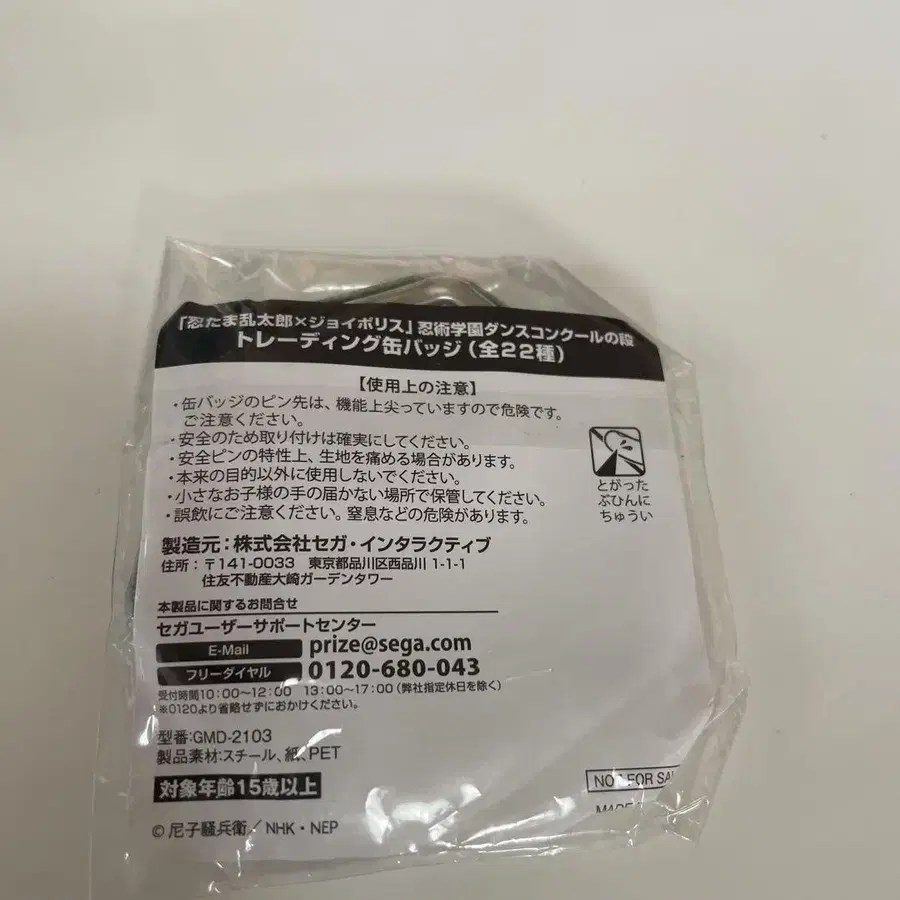 「忍たま乱太郎×ジョイポリス」忍術学園ダンスコンクールの段
トレーディング缶バッジ(全22種)
【使用上の注意】
・缶バッジのピン先は、機能上尖っていますので危険です。
ご注意ください。
・安全のため取り付けは確実にしてください。
・安全ピンの特性上、生地を痛める場合があります。
・本来の目的以外に使用しないでください。
・小さなお子様の手の届かない場所で保管してください。
・誤飲にご注意ください。窒息などの危険があります。
とがった
ぶひんに
ちゅうい
製造元:株式会社セガ・インタラクティブ
住所:〒141-0033 東京都品川区西品川1-1-1
住友不動産大崎ガーデンタワー
本製品に関するお問合せ
セガユーザーサポートセンター
E-Mail prize@sega.com
フリーダイヤル 0120-680-043
受付時間10:00~12:00 13:00~17:00(弊社指定休日を除く)
※0120より省略せずにおかけください。
型番:GMD-2103
製品素材:スチール、紙、PET
対象年齢15歳以上
NOT FOR SA
MADE
©尼子騒兵衛/NHK・NEP